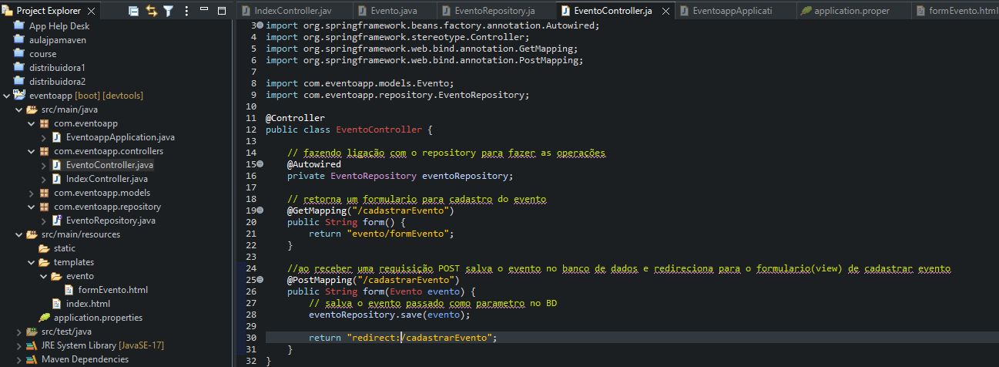 Project Explorer
App Help Desk
aulajpamaven
course
distribuidora1
distribuidora2
eventoapp [boot] [devtools]
src/main/java
com.eventoapp
EventoappApplication.java
com.eventoapp.controllers
EventoController.java
IndexController.java
com.eventoapp.models
com.eventoapp.repository
EventoRepository.java
src/main/resources
static
templates
evento
formEvento.html
index.html
application.properties
src/test/java
JRE System Library [JavaSE-17]
Maven Dependencies
IndexController.jav
Evento.java
EventoRepository.ja
EventoController.ja
EventoappApplicati
application.proper
formEvento.html
3 import org.springframework.beans.factory.annotation.Autowired;
4 import org.springframework.stereotype.Controller;
5 import org.springframework.web.bind.annotation.GetMapping;
6 import org.springframework.web.bind.annotation.PostMapping;
7
8 import com.eventoapp.models.Evento;
9 import com.eventoapp.repository.EventoRepository;
10
11 @Controller
12 public class EventoController {
13
14 // fazendo ligacão com o repository para fazer as operacões
15 @Autowired
16 private EventoRepository eventoRepository;
17
18 // retorna um formulario para cadastro do evento
19 @GetMapping("/cadastrarEvento")
20 public String form() {
21 return "evento/formEvento";
22 }
23
24 //ao receber uma requisição POST salva o evento no banco de dados e redireciona para o formulario(view) de cadastrar evento
25 @PostMapping("/cadastrarEvento")
26 public String form(Evento evento) {
27 // salva o evento passado como parametro no BD
28 eventoRepository.save(evento);
29
30 return "redirect:/cadastrarEvento";
31 }
32 }